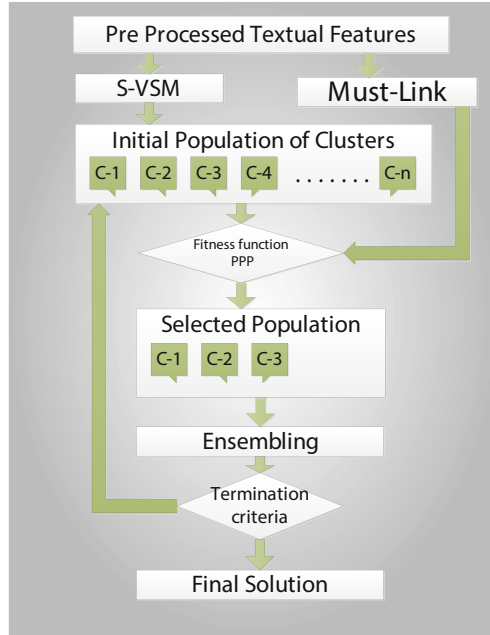 Pre Processed Textual Features
S-VSM
Must-Link
Initial Population of Clusters
C-1 C-2 C-3 C-4 ....... C-n
Fitness function
PPP
Selected Population
C-1 C-2 C-3
Ensembling
Termination
criteria
Final Solution